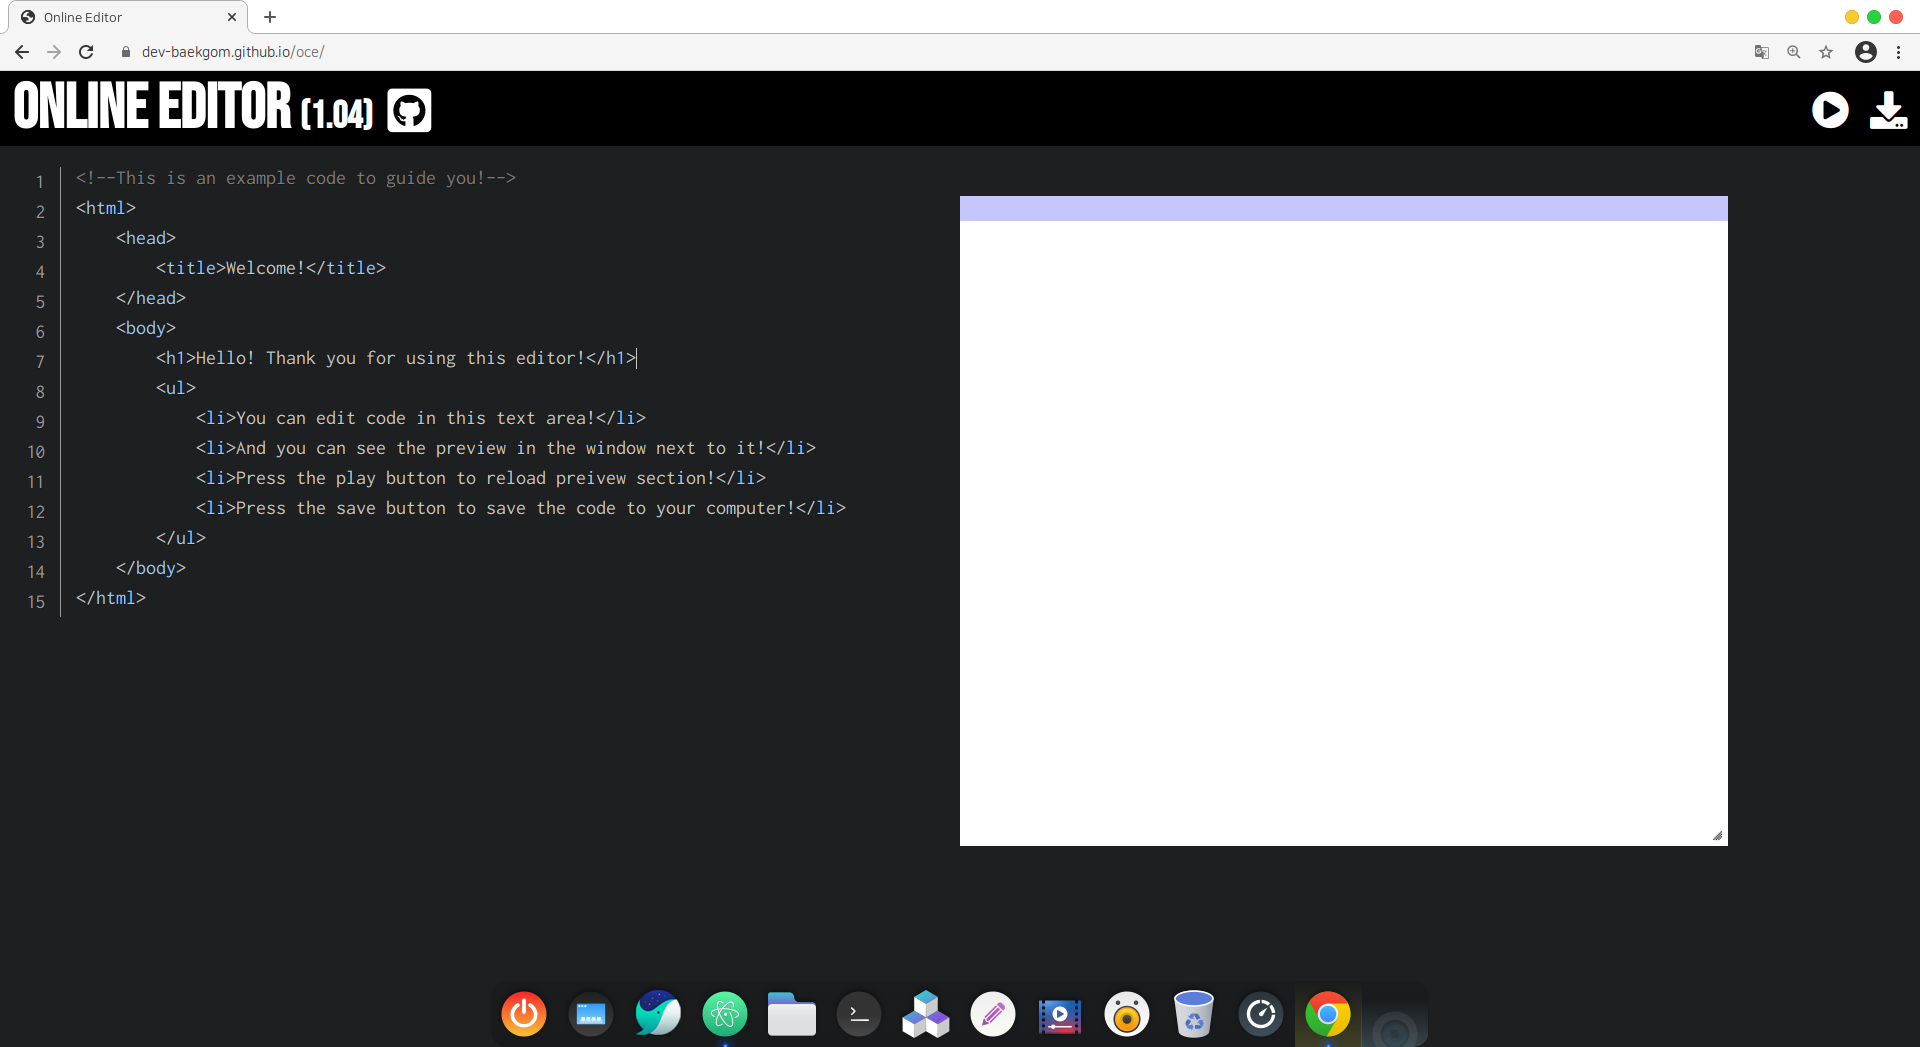 Online Editor
dev-baekgom.github.io/oce/
ONLINE EDITOR (1.04)
1 <!--This is an example code to guide you!-->
2 <html>
3 <head>
4 <title>Welcome!</title>
5 </head>
6 <body>
7 <h1>Hello! Thank you for using this editor!</h1>
8 <ul>
9 <li>You can edit code in this text area!</li>
10 <li>And you can see the preview in the window next to it!</li>
11 <li>Press the play button to reload preivew section!</li>
12 <li>Press the save button to save the code to your computer!</li>
13 </ul>
14 </body>
15 </html>